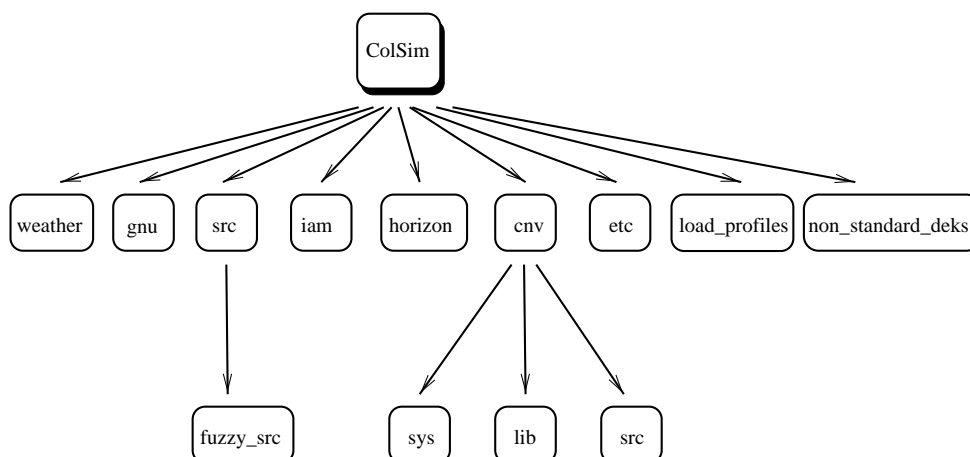 ColSim
weather
gnu
src
iam
horizon
cnv
etc
load_profiles
non_standard_deks
fuzzy_src
sys
lib
src